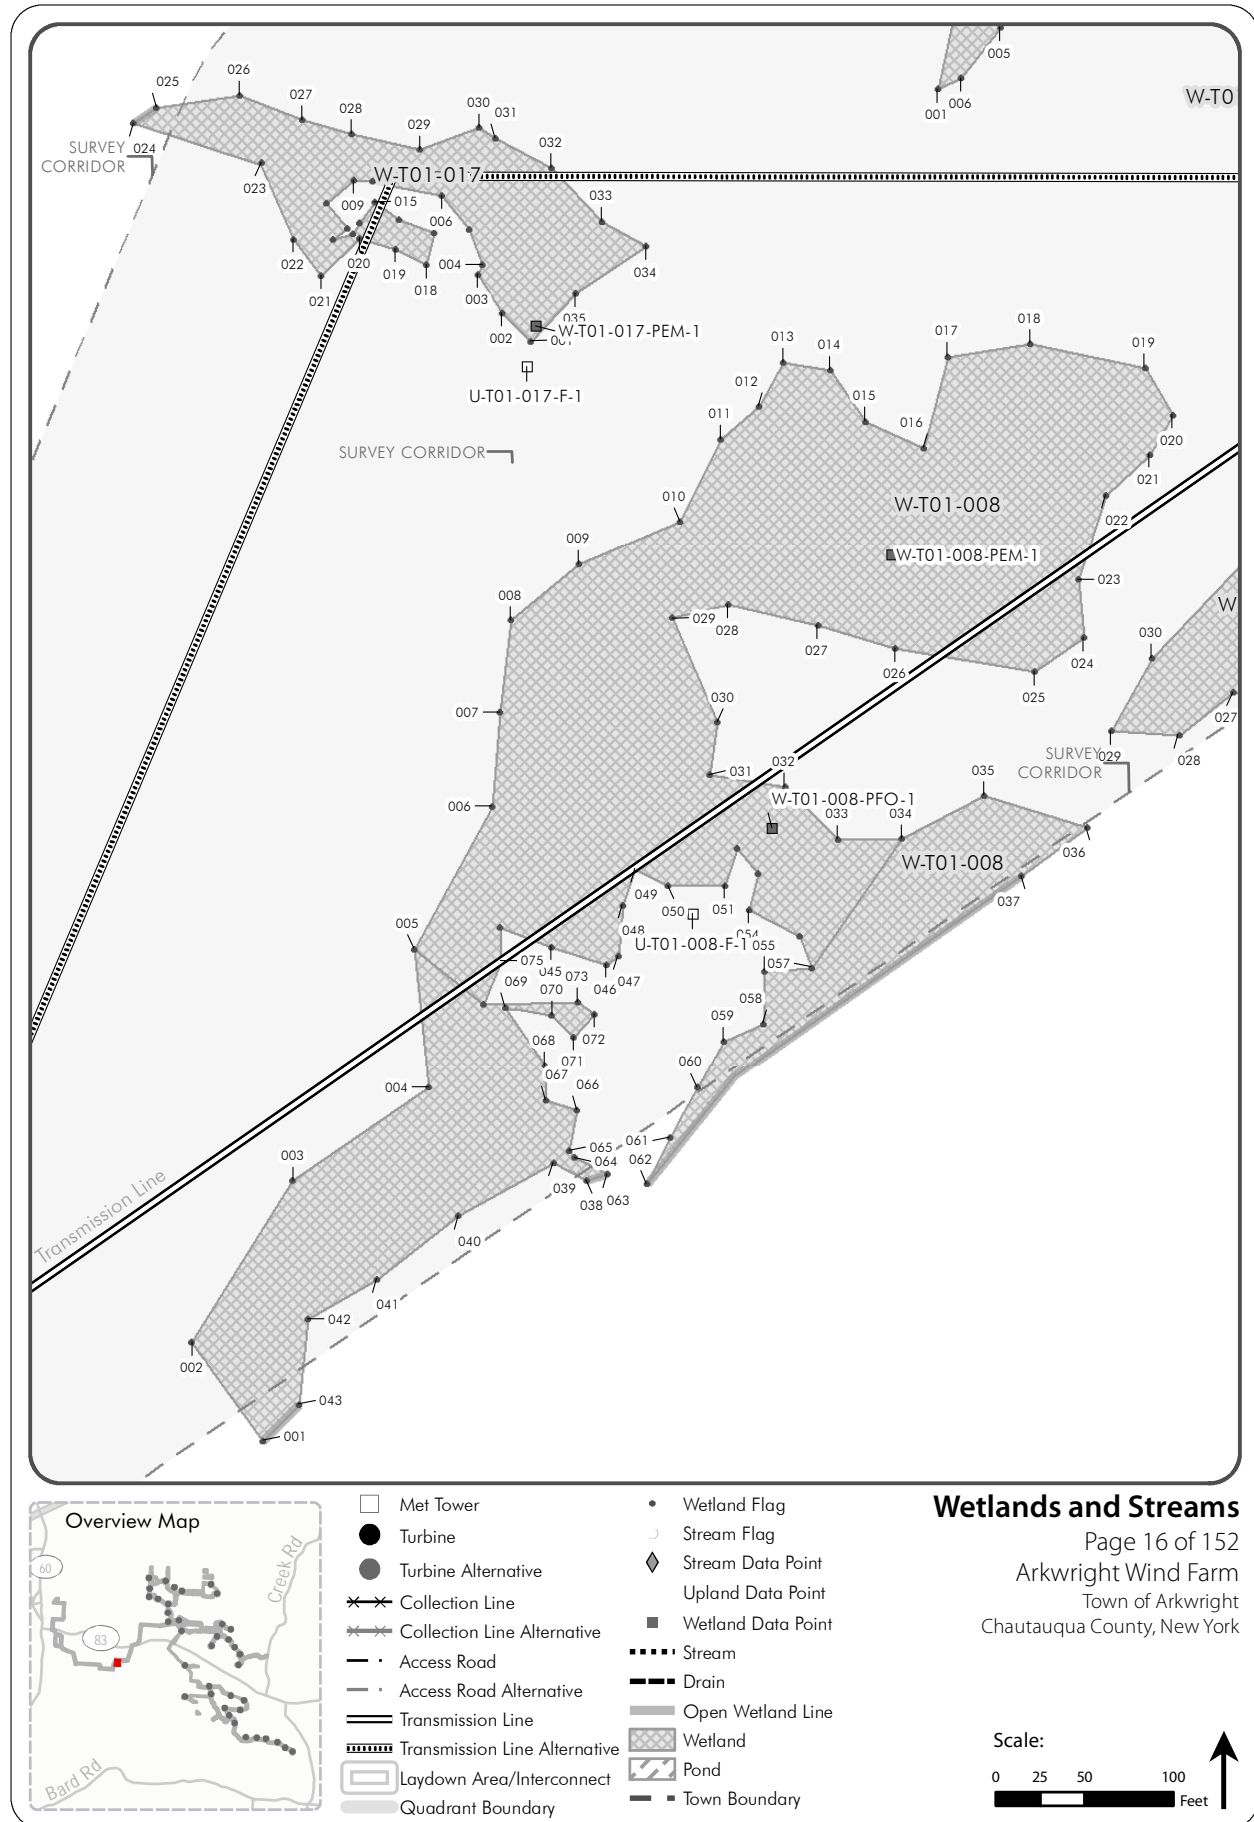 005
001
006
W-T0
025
026
027
028
029
030
031
032
SURVEY
CORRIDOR
024
023
W-T01-017
033
009
015
006
034
022
020
019
018
004
003
021
035
002
W-T01-017-PEM-1
U-T01-017-F-1
SURVEY CORRIDOR
013
014
012
011
015
016
017
018
019
020
021
022
010
W-T01-008
W-T01-008-PEM-1
009
023
008
029
028
027
026
024
025
W
030
007
030
027
029
028
SURVEY
CORRIDOR
031
032
035
006
W-T01-008-PFO-1
033
034
036
W-T01-008
037
049
050
051
005
048
054
U-T01-008-F-1
055
057
075
045
046
047
069
070
073
058
072
059
068
071
067
004
066
060
065
061
064
062
003
039
038
063
040
Transmission Line
041
042
002
043
001
Overview Map
60
83
Creek Rd
Bard Rd
Met Tower
Turbine
Turbine Alternative
Collection Line
Collection Line Alternative
Access Road
Access Road Alternative
Transmission Line
Transmission Line Alternative
Laydown Area/Interconnect
Quadrant Boundary
Wetland Flag
Stream Flag
Stream Data Point
Upland Data Point
Wetland Data Point
Stream
Drain
Open Wetland Line
Wetland
Pond
Town Boundary
Wetlands and Streams
Page 16 of 152
Arkwright Wind Farm
Town of Arkwright
Chautauqua County, New York
Scale:
0 25 50 100
Feet